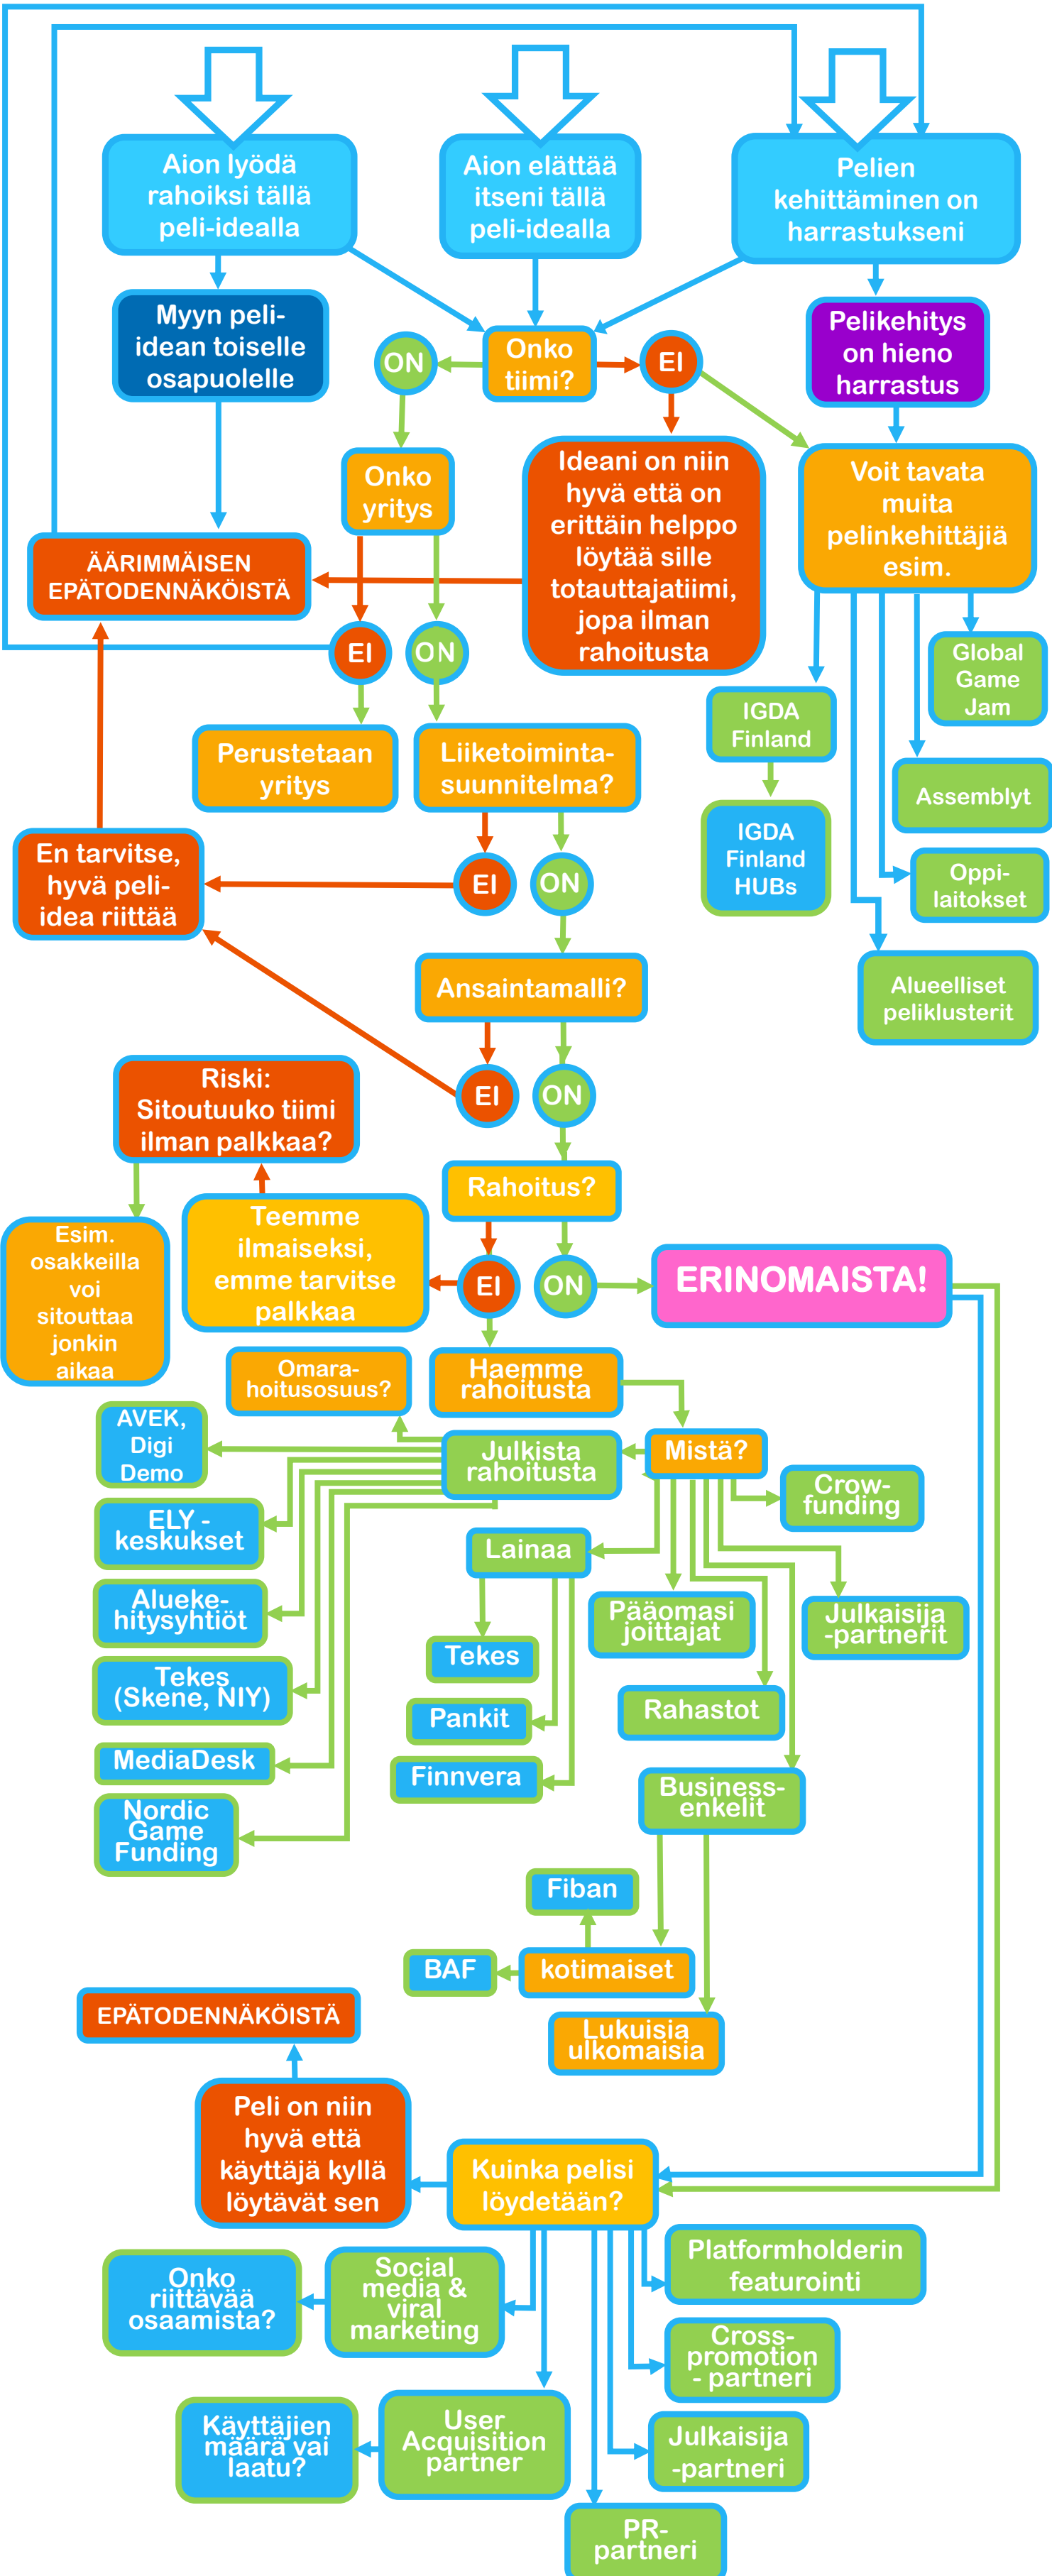 Aion lyödä
rahoiksi tällä
peli-idealla
Aion elättää
itseni tällä
peli-idealla
Pelien
kehittäminen on
harrastukseni
Myyn peli-
idean toiselle
osapuolelle
ON
Onko
tiimi?
EI
Pelikehitys
on hieno
harrastus
Onko
yritys
Ideani on niin
hyvä että on
erittäin helppo
löytää sille
totauttajatiimi,
jopa ilman
rahoitusta
Voit tavata
muita
pelinkehittäjiä
esim.
ÄÄRIMMÄISEN
EPÄTODENNÄKÖISTÄ
EI
ON
Global
Game
Jam
IGDA
Finland
Perustetaan
yritys
Liiketoiminta-
suunnitelma?
Assemblyt
IGDA
Finland
HUBs
En tarvitse,
hyvä peli-
idea riittää
EI
ON
Oppi-
laitokset
Ansaintamalli?
Alueelliset
peliklusterit
Riski:
Sitoutuuko tiimi
ilman palkkaa?
EI
ON
Rahoitus?
Esim.
osakkeilla
voi
sitouttaa
jonkin
aikaa
Teemme
ilmaiseksi,
emme tarvitse
palkkaa
EI
ON
ERINOMAISTA!
Omara-
hoitusosuus?
Haemme
rahoitusta
AVEK,
Digi
Demo
Julkista
rahoitusta
Mistä?
Crow-
funding
ELY -
keskukset
Lainaa
Alueke-
hitysyhtiöt
Pääomasi
joittajat
Julkaisija
-partnerit
Tekes
Tekes
(Skene, NIY)
Rahastot
Pankit
MediaDesk
Finnvera
Business-
enkelit
Nordic
Game
Funding
Fiban
BAF
kotimaiset
EPÄTODENNÄKÖISTÄ
Lukuisia
ulkomaisia
Peli on niin
hyvä että
käyttäjä kyllä
löytävät sen
Kuinka pelisi
löydetään?
Platformholderin
featurointi
Onko
riittävää
osaamista?
Social
media &
viral
marketing
Cross-
promotion
- partneri
Käyttäjien
määrä vai
laatu?
User
Acquisition
partner
Julkaisija
-partneri
PR-
partneri